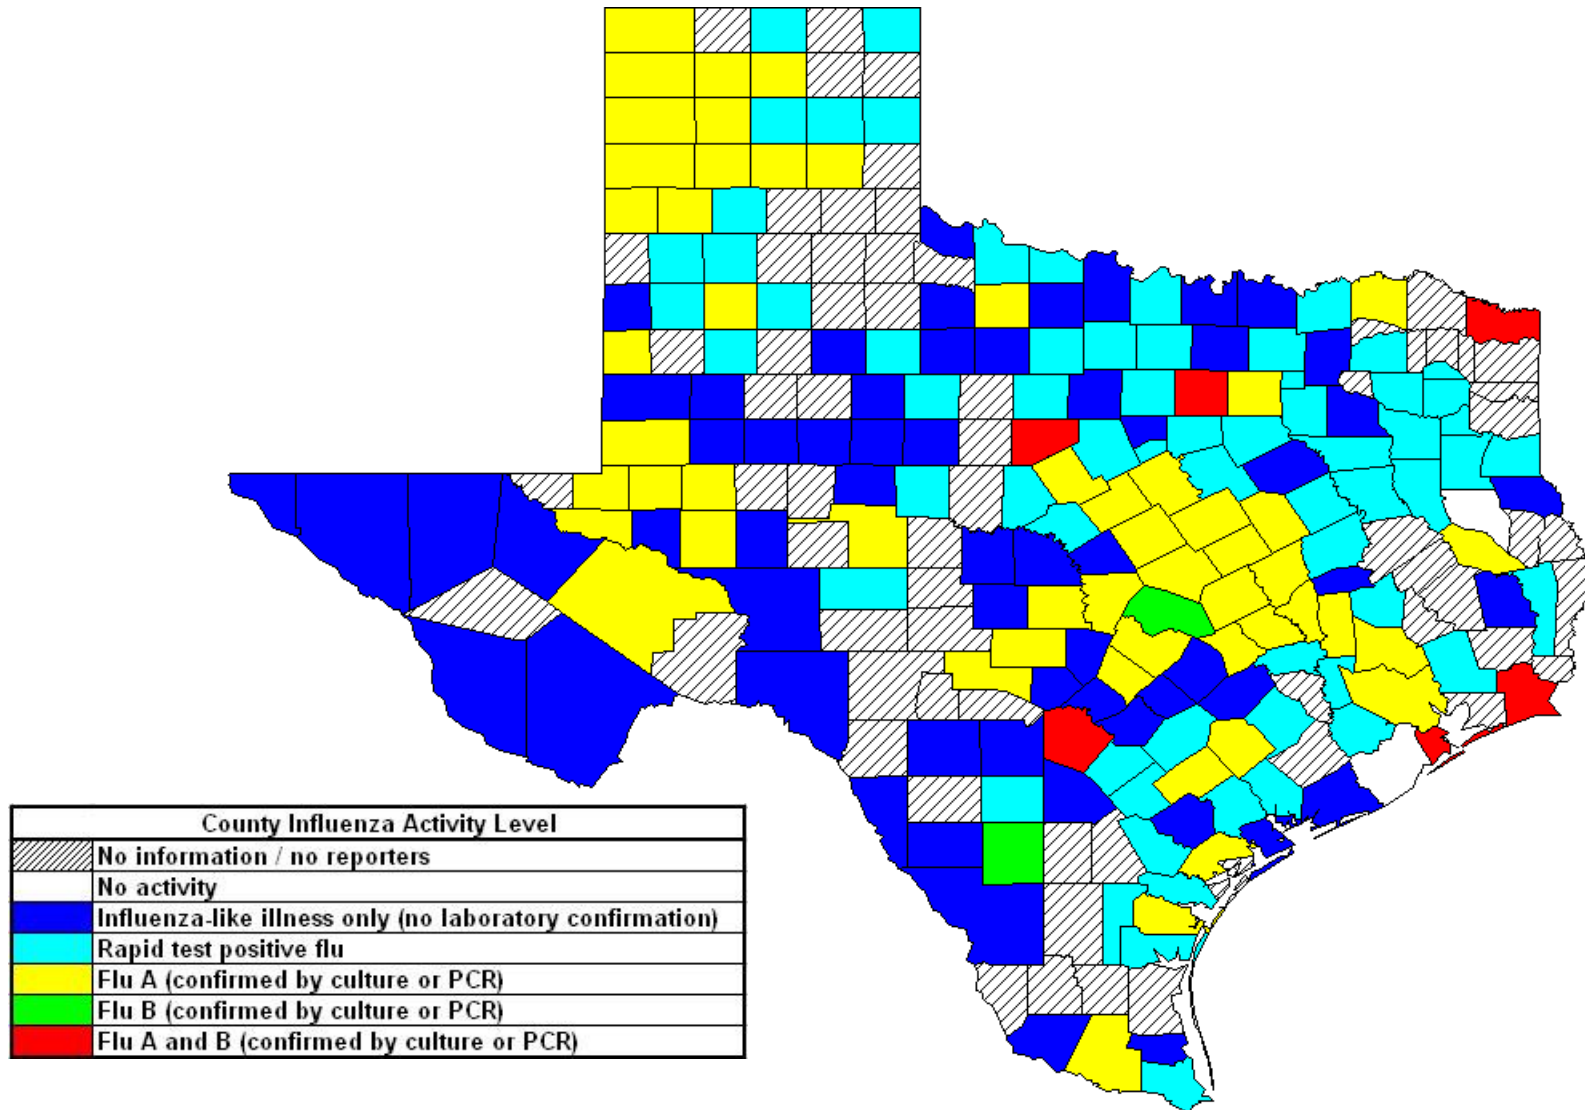 County Influenza Activity Level
No information / no reporters
No activity
Influenza-like illness only (no laboratory confirmation)
Rapid test positive flu
Flu A (confirmed by culture or PCR)
Flu B (confirmed by culture or PCR)
Flu A and B (confirmed by culture or PCR)